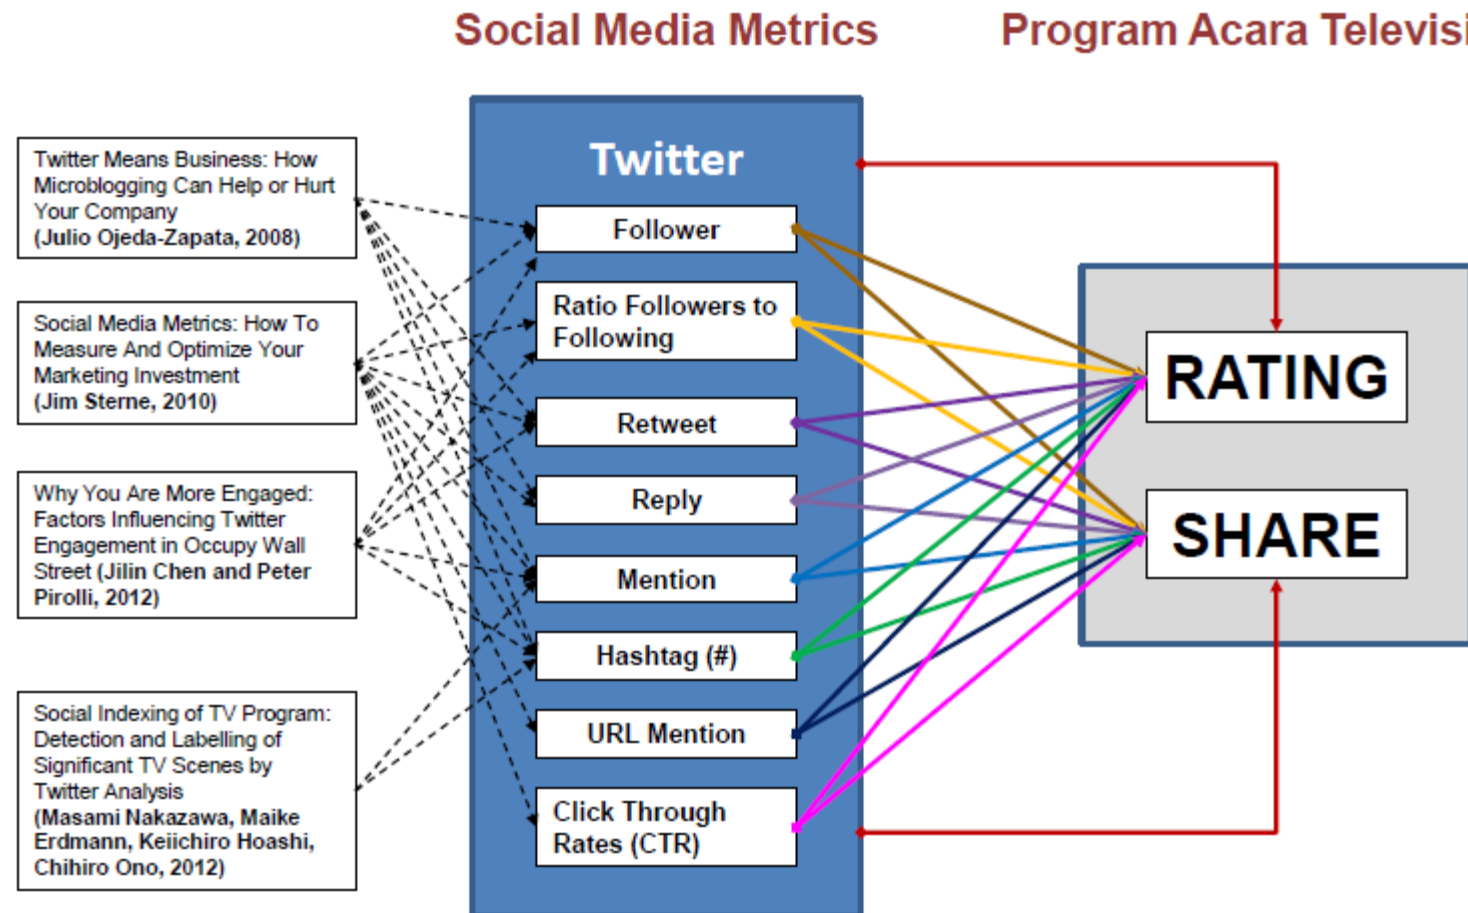 Social Media Metrics
Program Acara Televisi
Twitter Means Business: How
Microblogging Can Help or Hurt
Your Company
(Julio Ojeda-Zapata, 2008)
Social Media Metrics: How To
Measure And Optimize Your
Marketing Investment
(Jim Sterne, 2010)
Why You Are More Engaged:
Factors Influencing Twitter
Engagement in Occupy Wall
Street (Jilin Chen and Peter
Pirolli, 2012)
Social Indexing of TV Program:
Detection and Labelling of
Significant TV Scenes by
Twitter Analysis
(Masami Nakazawa, Maike
Erdmann, Keiichiro Hoashi,
Chihiro Ono, 2012)
Twitter
Follower
Ratio Followers to
Following
Retweet
Reply
Mention
Hashtag (#)
URL Mention
Click Through
Rates (CTR)
RATING
SHARE